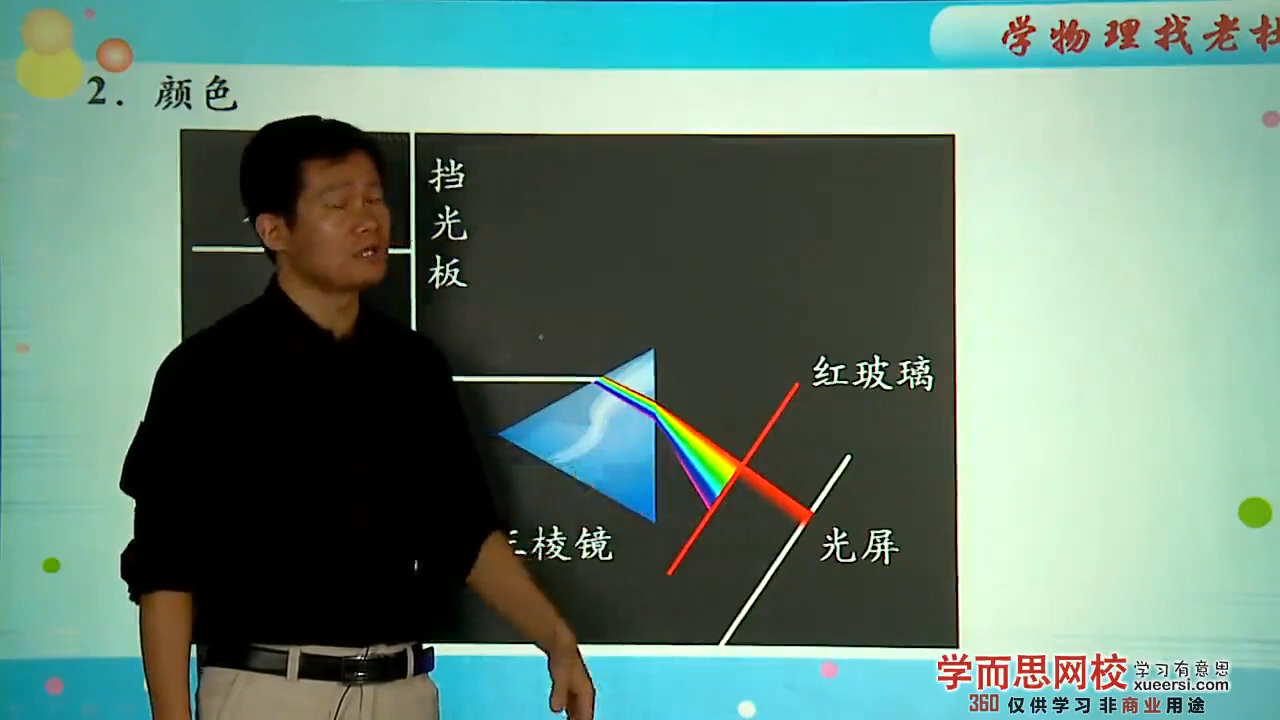 学物理找老杜
2. 颜色
挡光板
红玻璃
三棱镜
光屏
学而思网校 学习有意思
xueersi.com
360 仅供学习 非商业用途